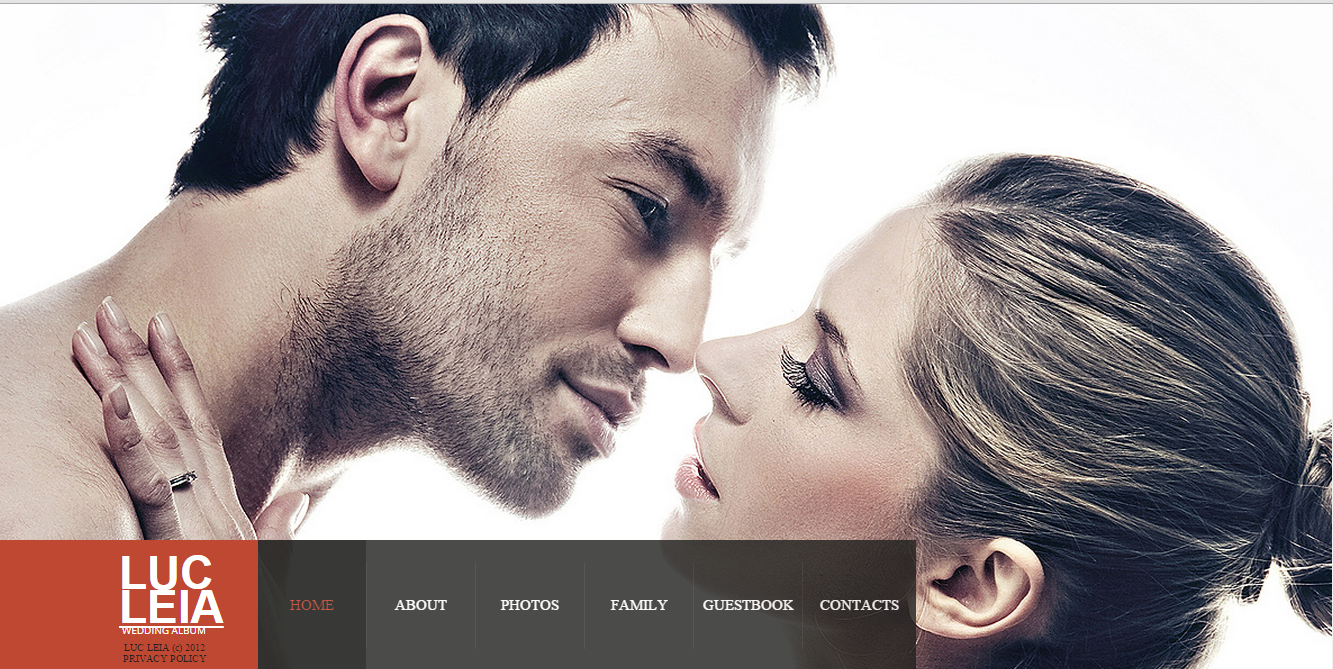 LUC
LEIA
WEDDING ALBUM
LUC LEIA (c) 2012
PRIVACY POLICY
HOME
ABOUT
PHOTOS
FAMILY
GUESTBOOK
CONTACTS